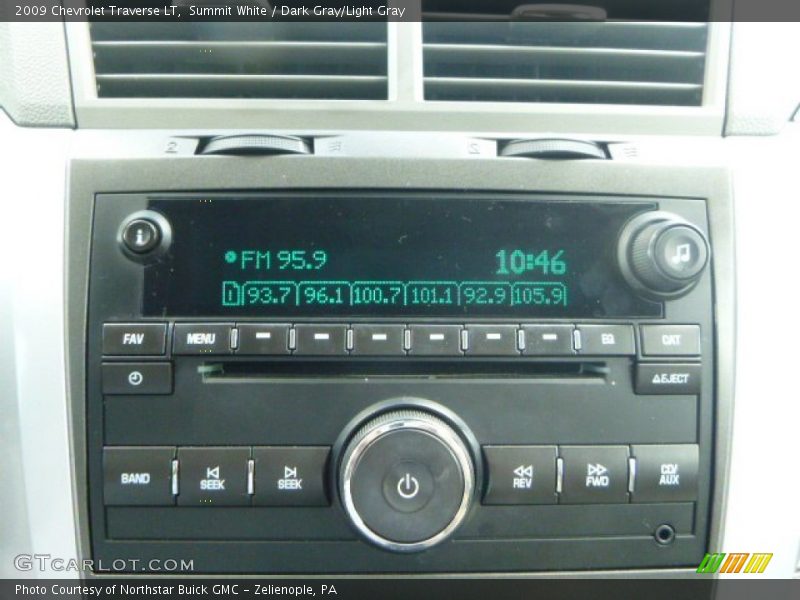 2009 Chevrolet Traverse LT, Summit White / Dark Gray/Light Gray
FM 95.9 10:46
1 93.7 96.1 100.7 101.1 92.9 105.9
FAV MENU EQ CAT
EJECT
BAND SEEK SEEK REV FWD CD/AUX
GTCARLOT.COM
Photo Courtesy of Northstar Buick GMC - Zelienople, PA